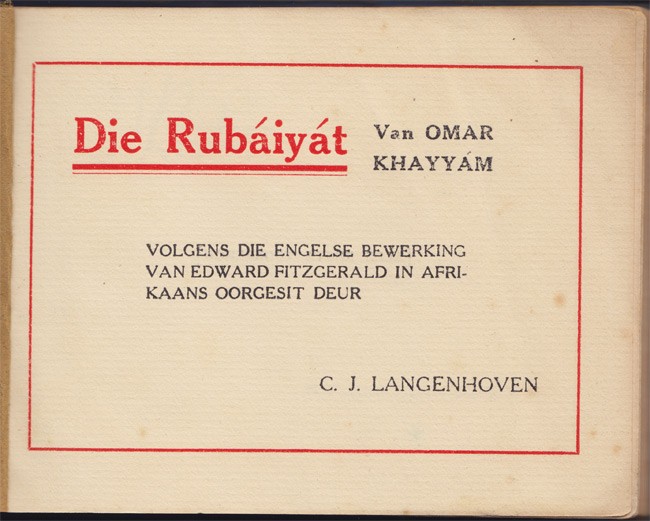 Die Rubáiyát Van OMAR
KHAYYÁM
VOLGENS DIE ENGELSE BEWERKING
VAN EDWARD FITZGERALD IN AFRI-
KAANS OORGESIT DEUR
C. J. LANGENHOVEN